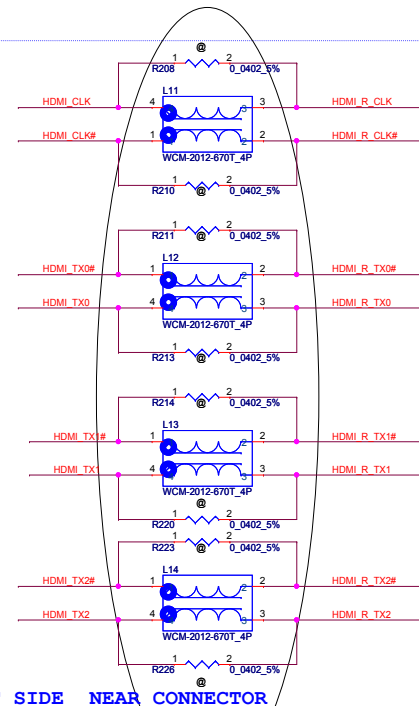 @
1 2
R208 0_0402_5%
L11
HDMI_CLK 4 3 3 HDMI_R_CLK
HDMI_CLK# 1 2 2 HDMI_R_CLK#
WCM-2012-670T_4P
1 2
R210 @ 0_0402_5%
1 2
R211 @ 0_0402_5%
L12
HDMI_TX0# 1 2 2 HDMI_R_TX0#
HDMI_TX0 4 3 3 HDMI_R_TX0
WCM-2012-670T_4P
1 2
R213 @ 0_0402_5%
1 2
R214 @ 0_0402_5%
L13
HDMI_TX1# 1 2 2 HDMI_R_TX1#
HDMI_TX1 4 3 3 HDMI_R_TX1
WCM-2012-670T_4P
@
1 2
R220 0_0402_5%
1 2
R223 @ 0_0402_5%
L14
HDMI_TX2# 1 2 2 HDMI_R_TX2#
HDMI_TX2 4 3 3 HDMI_R_TX2
WCM-2012-670T_4P
1 2
R226 @ 0_0402_5%
SIDE NEAR CONNECTOR